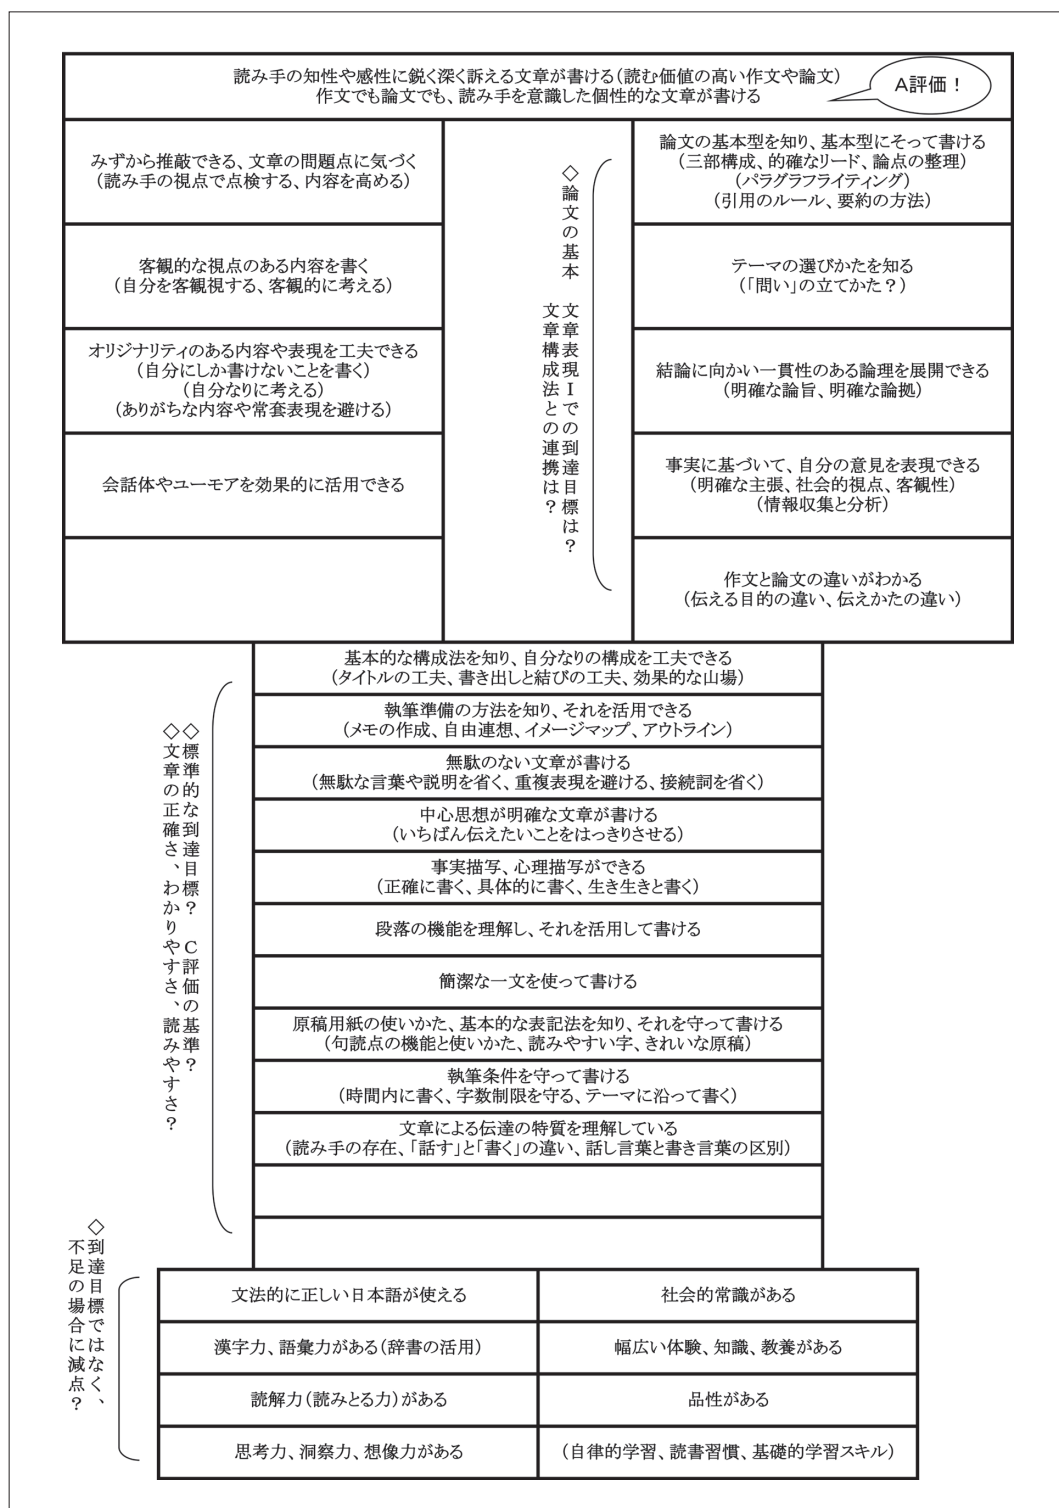 読み手の知性や感性に鋭く深く訴える文章が書ける(読む価値の高い作文や論文)
作文でも論文でも、読み手を意識した個性的な文章が書ける
A評価!
みずから推敲できる、文章の問題点に気づく
(読み手の視点で点検する、内容を高める)
客観的な視点のある内容を書く
(自分を客観視する、客観的に考える)
オリジナリティのある内容や表現を工夫できる
(自分にしか書けないことを書く)
(自分なりに考える)
(ありがちな内容や常套表現を避ける)
会話体やユーモアを効果的に活用できる
◇論文の基本 文章表現Ⅰでの到達目標は?
文章構成法との連携は?
論文の基本型を知り、基本型にそって書ける
(三部構成、的確なリード、論点の整理)
(パラグラフライティング)
(引用のルール、要約の方法)
テーマの選びかたを知る
(「問い」の立てかた?)
結論に向かい一貫性のある論理を展開できる
(明確な論旨、明確な論拠)
事実に基づいて、自分の意見を表現できる
(明確な主張、社会的視点、客観性)
(情報収集と分析)
作文と論文の違いがわかる
(伝える目的の違い、伝えかたの違い)
基本的な構成法を知り、自分なりの構成を工夫できる
(タイトルの工夫、書き出しと結びの工夫、効果的な山場)
執筆準備の方法を知り、それを活用できる
(メモの作成、自由連想、イメージマップ、アウトライン)
無駄のない文章が書ける
(無駄な言葉や説明を省く、重複表現を避ける、接続詞を省く)
中心思想が明確な文章が書ける
(いちばん伝えたいことをはっきりさせる)
事実描写、心理描写ができる
(正確に書く、具体的に書く、生き生きと書く)
段落の機能を理解し、それを活用して書ける
簡潔な一文を使って書ける
原稿用紙の使いかた、基本的な表記法を知り、それを守って書ける
(句読点の機能と使いかた、読みやすい字、きれいな原稿)
執筆条件を守って書ける
(時間内に書く、字数制限を守る、テーマに沿って書く)
文章による伝達の特質を理解している
(読み手の存在、「話す」と「書く」の違い、話し言葉と書き言葉の区別)
◇標準的な到達目標? C評価の基準?
◇文章の正確さ、わかりやすさ、読みやすさ?
◇到達目標ではなく、
不足の場合に減点?
文法的に正しい日本語が使える
社会的常識がある
漢字力、語彙力がある(辞書の活用)
幅広い体験、知識、教養がある
読解力(読みとる力)がある
品性がある
思考力、洞察力、想像力がある
(自律的学習、読書習慣、基礎的学習スキル)